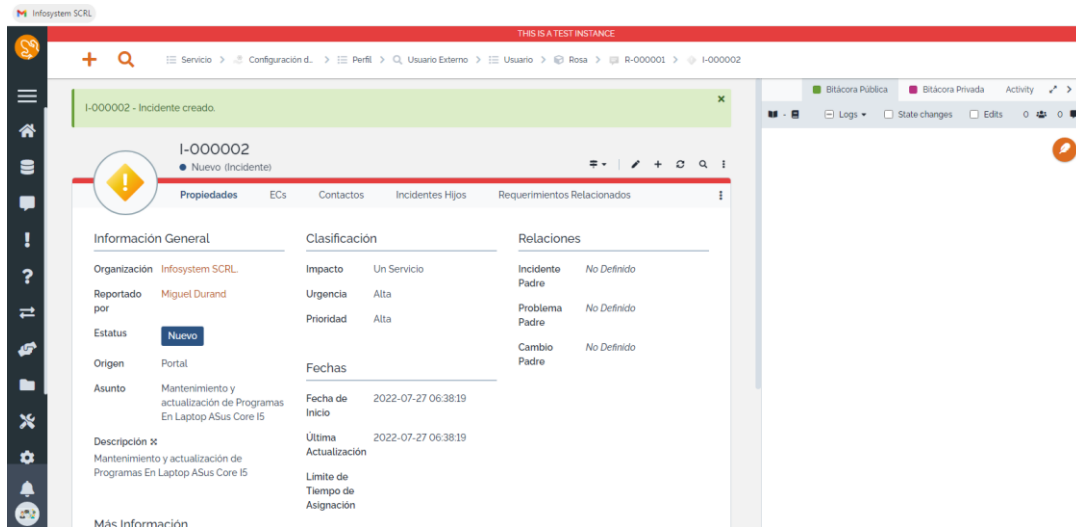 Infosystem SCRL
THIS IS A TEST INSTANCE
Servicio > Configuración d... > Perfil > Usuario Externo > Usuario > Rosa > R-000001 > I-000002
I-000002 - Incidente creado.
×
I-000002
Nuevo (Incidente)
Propiedades ECs Contactos Incidentes Hijos Requerimientos Relacionados
Información General
Organización Infosystem SCRL.
Reportado por Miguel Durand
Estatus Nuevo
Origen Portal
Asunto Mantenimiento y
actualización de Programas
En Laptop ASus Core I5
Descripción
Mantenimiento y actualización de
Programas En Laptop ASus Core I5
Más Información
Clasificación
Impacto Un Servicio
Urgencia Alta
Prioridad Alta
Fechas
Fecha de Inicio 2022-07-27 06:38:19
Última Actualización 2022-07-27 06:38:19
Límite de
Tiempo de
Asignación
Relaciones
Incidente Padre No Definido
Problema Padre No Definido
Cambio Padre No Definido
Bitácora Pública Bitácora Privada Activity
Logs State changes Edits 0 0